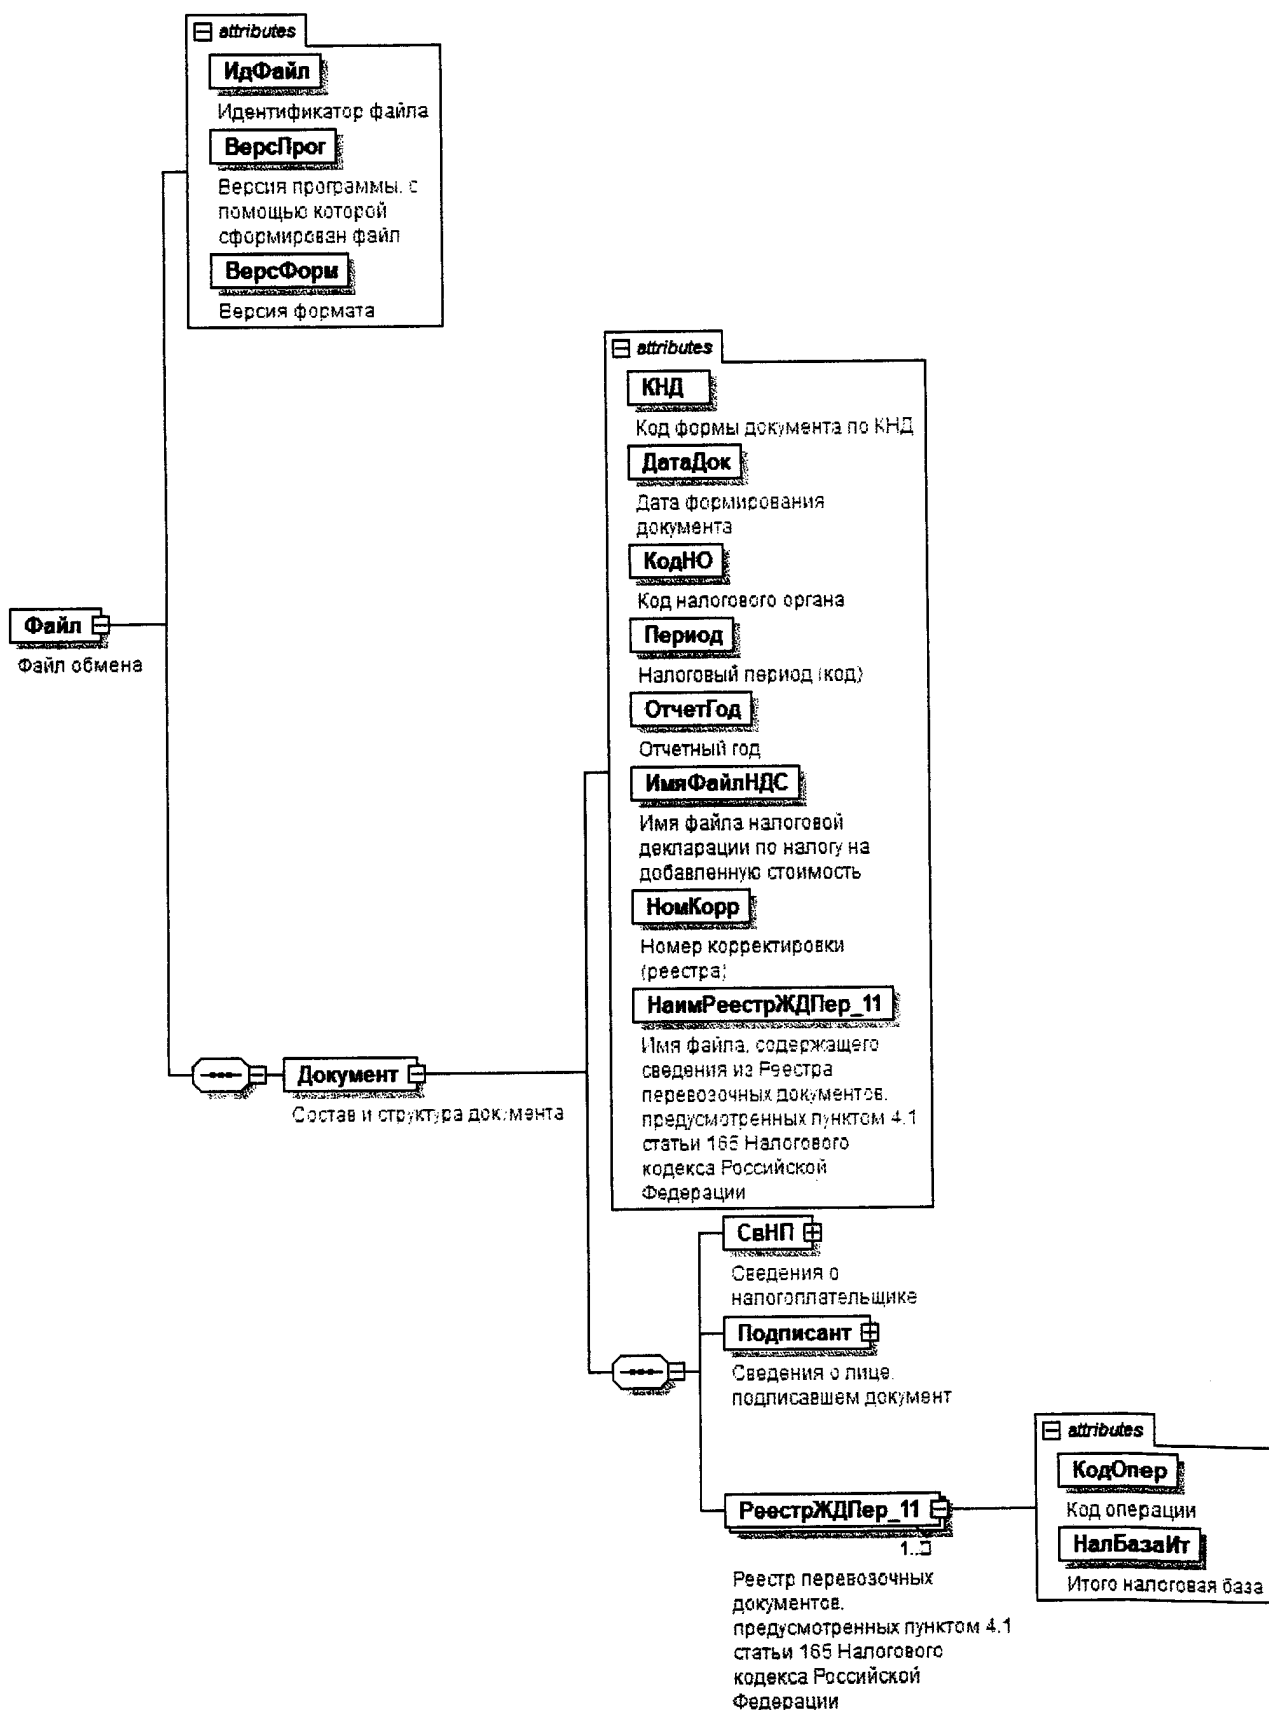 attributes
ИдФайл
Идентификатор файла
ВерсПрог
Версия программы, с
помощью которой
сформирован файл
ВерсФорм
Версия формата
attributes
КНД
Код формы документа по КНД
ДатаДок
Дата формирования
документа
КодНО
Код налогового органа
Период
Налоговый период (код)
ОтчетГод
Отчетный год
ИмяФайлНДС
Имя файла налоговой
декларации по налогу на
добавленную стоимость
НомКорр
Номер корректировки
(реестра)
НаимРеестрЖДПер_11
Имя файла, содержащего
сведения из Реестра
перевозочных документов,
предусмотренных пунктом 4.1
статьи 165 Налогового
кодекса Российской
Федерации
Файл
Файл обмена
Документ
Состав и структура документа
СвНП
Сведения о
налогоплательщике
Подписант
Сведения о лице,
подписавшем документ
РеестрЖДПер_11
1..∞
Реестр перевозочных
документов,
предусмотренных пунктом 4.1
статьи 165 Налогового
кодекса Российской
Федерации
attributes
КодОпер
Код операции
НалБазаИт
Итого налоговая база